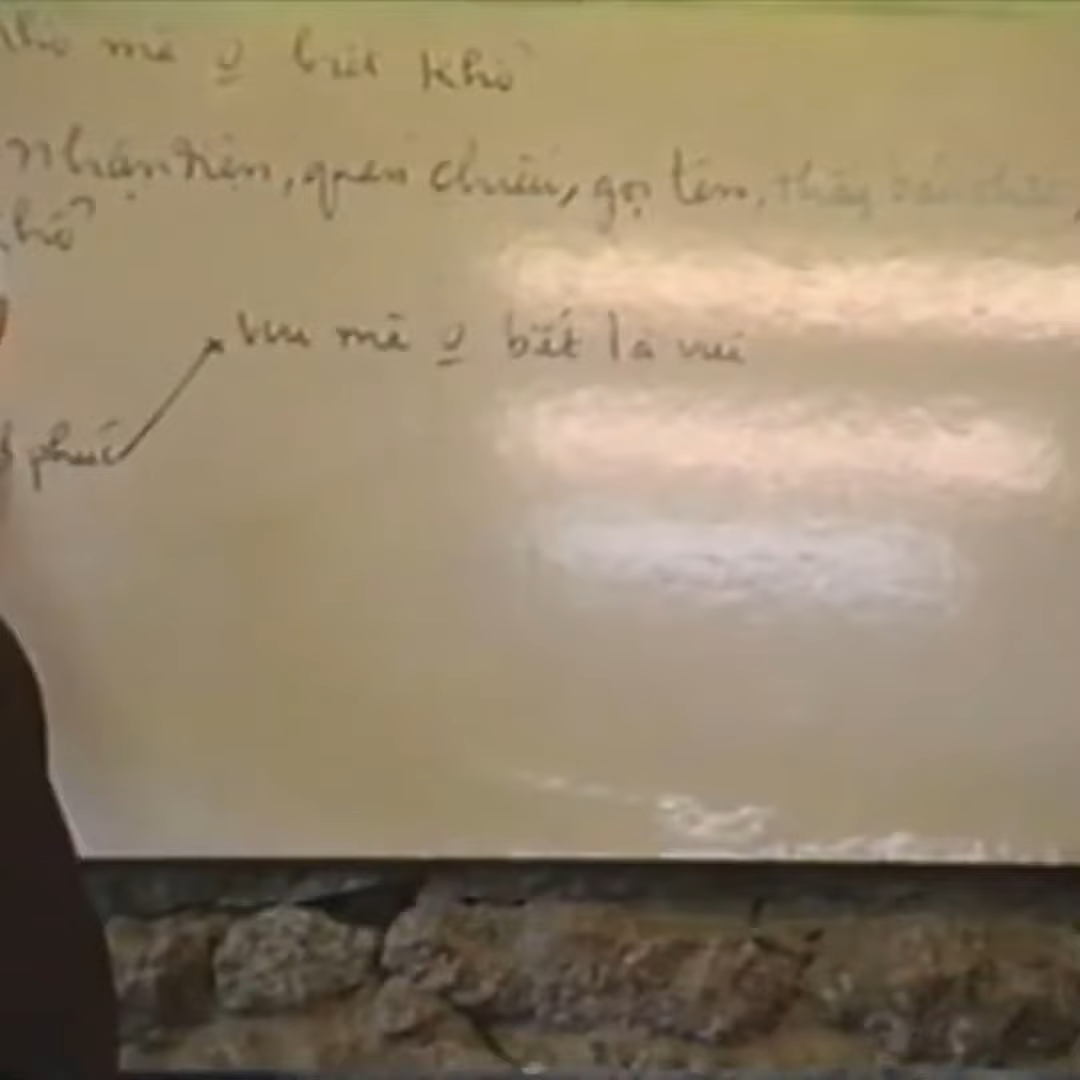 khổ mà o̲ biết khổ
nhận diện, quán chiếu, gọi tên, thấy bản chất,
khổ
vui mà o̲ biết là vui
phúc